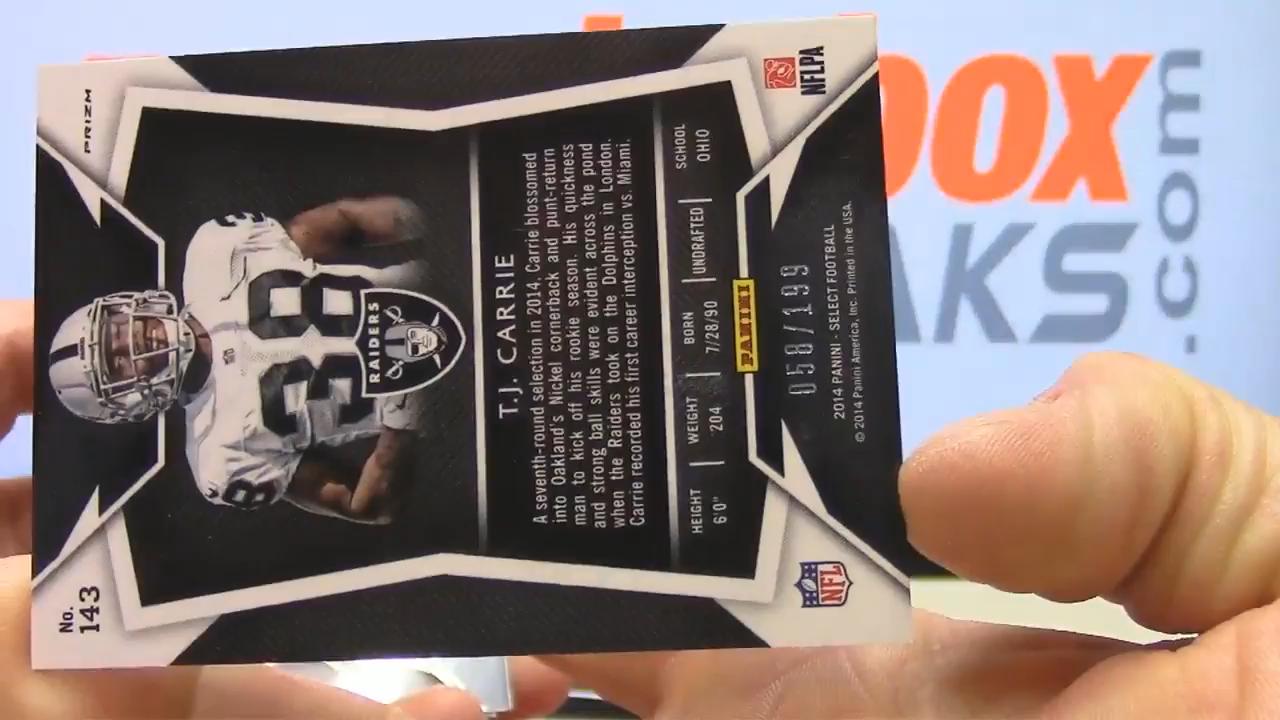 PRIZM
No.
143
38
8
RAIDERS
T.J. CARRIE
A seventh-round selection in 2014, Carrie blossomed
into Oakland's Nickel cornerback and punt-return
man to kick off his rookie season. His quickness
and strong ball skills were evident across the pond
when the Raiders took on the Dolphins in London.
Carrie recorded his first career interception vs. Miami.
HEIGHT WEIGHT BORN SCHOOL
6'0" 204 7/28/90 UNDRAFTED OHIO
PANINI
058/199
2014 PANINI - SELECT FOOTBALL
© 2014 Panini America, Inc. Printed in the USA.
NFL
NFLPA
OX
AKS
.com